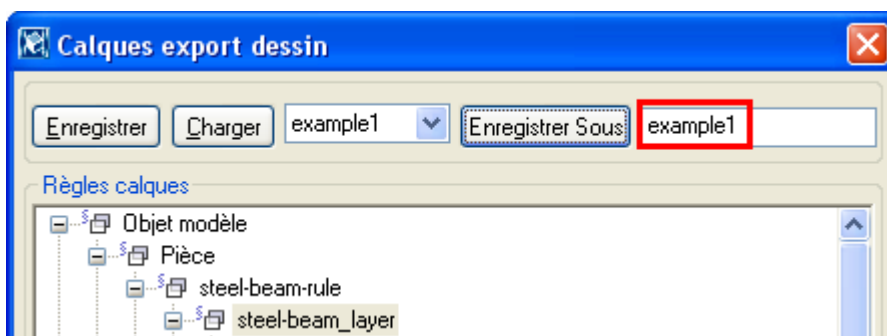 Calques export dessin
Enregistrer Charger example1 Enregistrer Sous example1
Règles calques
Objet modèle
Pièce
steel-beam-rule
steel-beam_layer